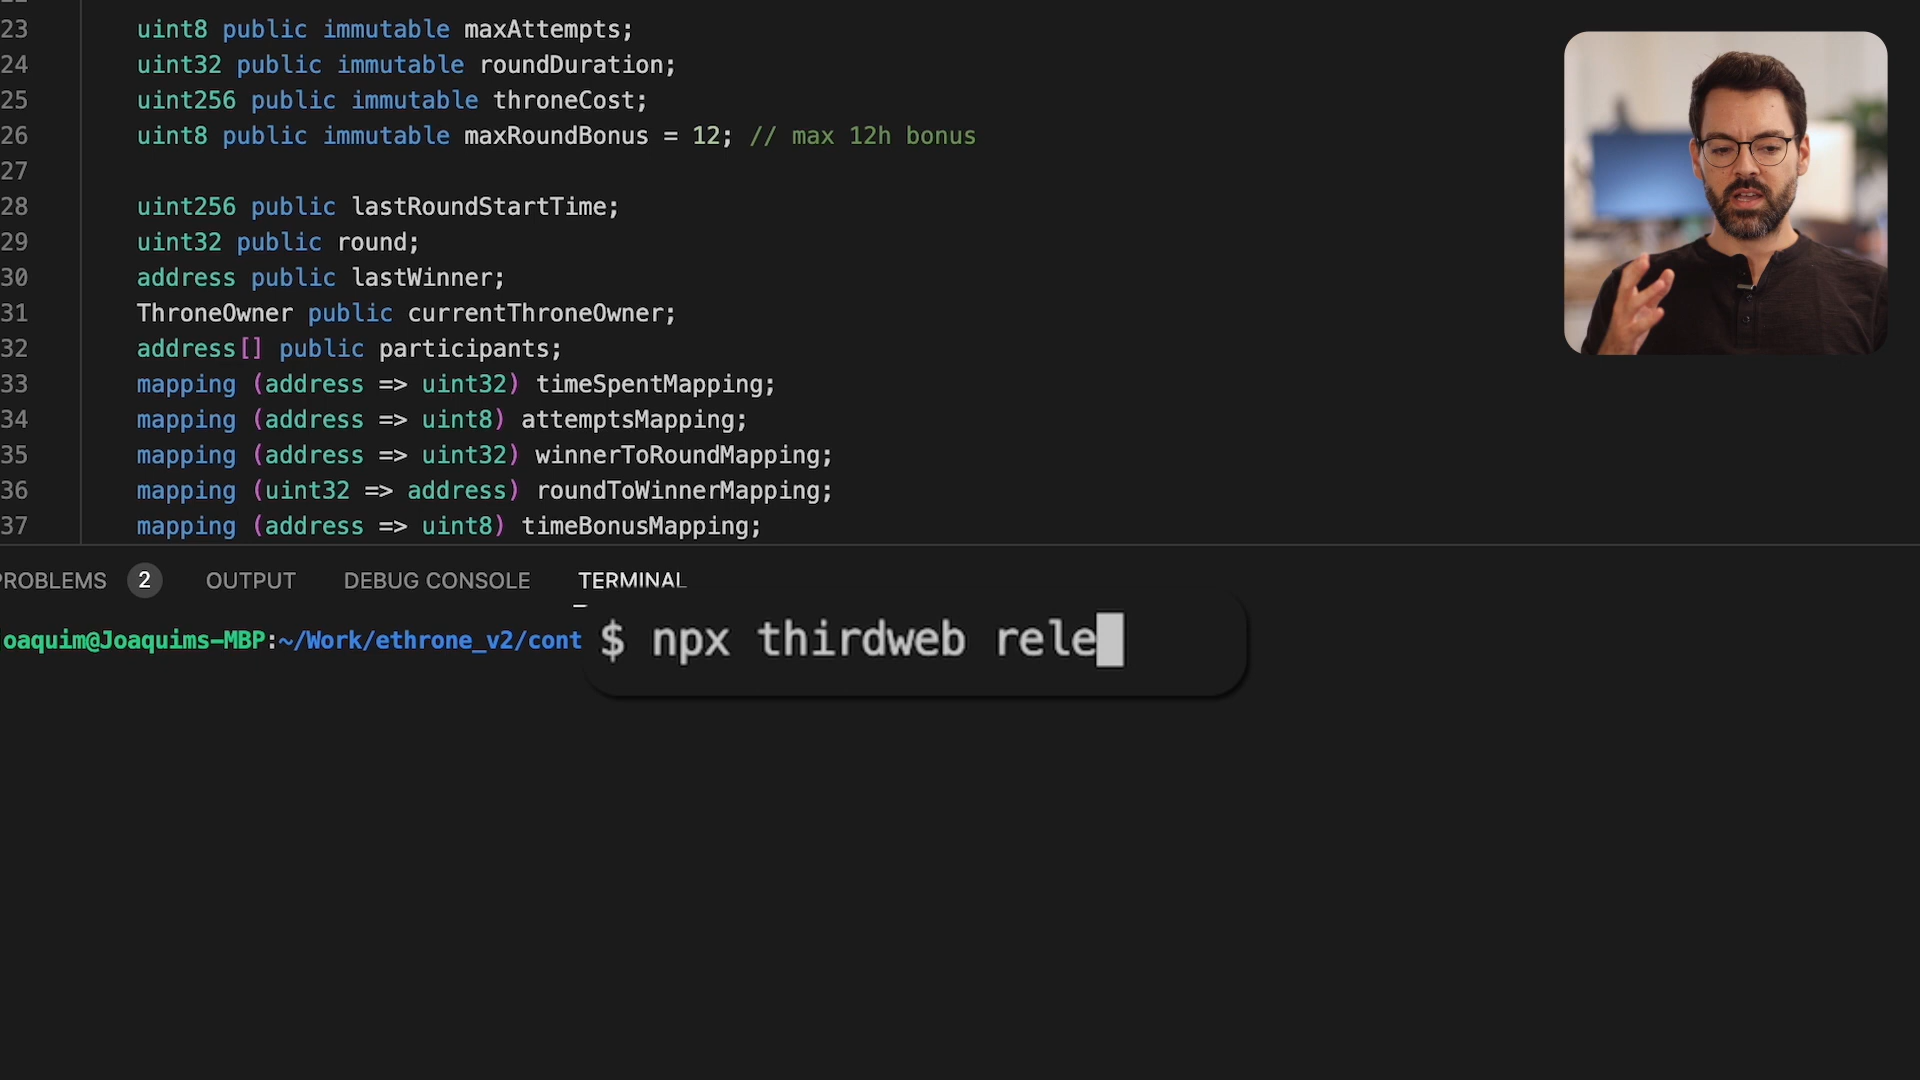 23 uint8 public immutable maxAttempts;
24 uint32 public immutable roundDuration;
25 uint256 public immutable throneCost;
26 uint8 public immutable maxRoundBonus = 12; // max 12h bonus
27
28 uint256 public lastRoundStartTime;
29 uint32 public round;
30 address public lastWinner;
31 ThroneOwner public currentThroneOwner;
32 address[] public participants;
33 mapping (address => uint32) timeSpentMapping;
34 mapping (address => uint8) attemptsMapping;
35 mapping (address => uint32) winnerToRoundMapping;
36 mapping (uint32 => address) roundToWinnerMapping;
37 mapping (address => uint8) timeBonusMapping;
ROBLEMS 2 OUTPUT DEBUG CONSOLE TERMINAL
oaquim@Joaquims-MBP:~/Work/ethrone_v2/cont $ npx thirdweb rele